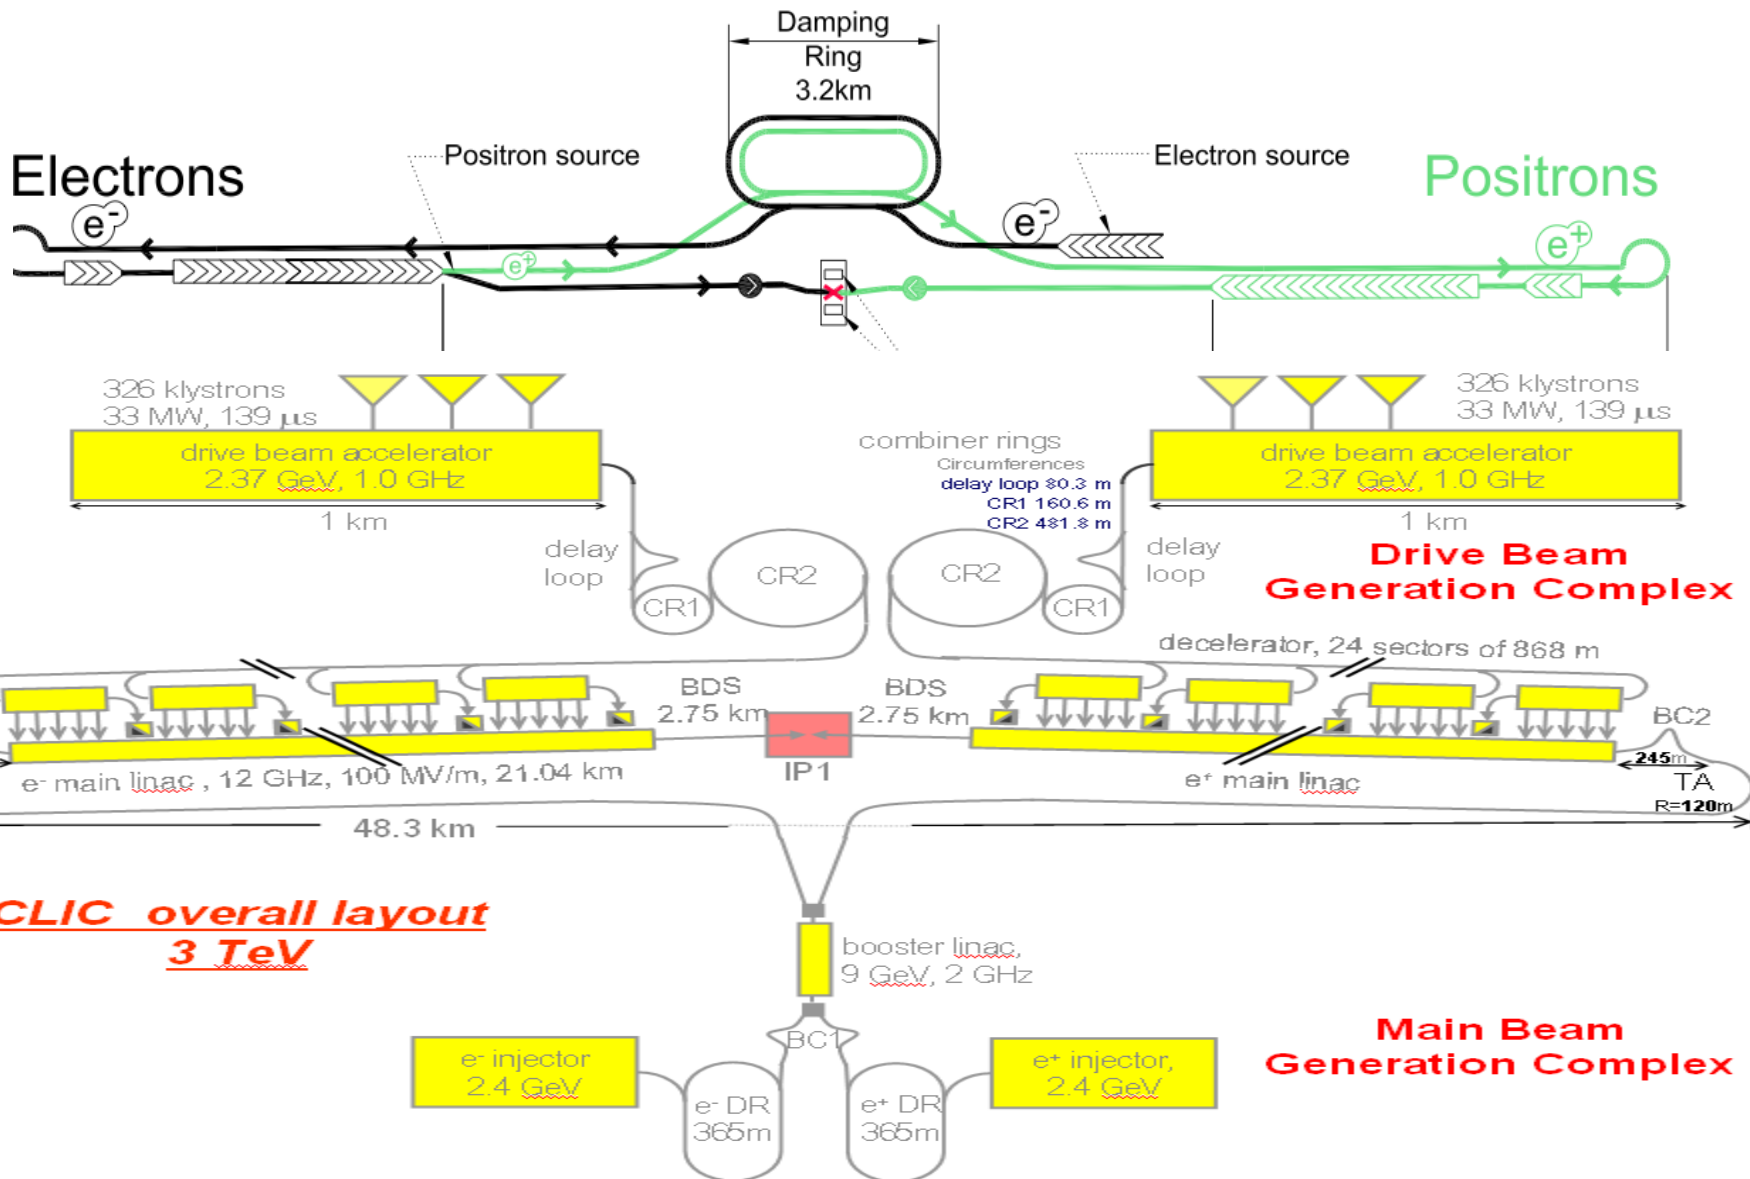 Damping
Ring
3.2km
Positron source
Electron source
Electrons
Positrons
e-
e-
e+
e+
326 klystrons
33 MW, 139 μs
326 klystrons
33 MW, 139 μs
drive beam accelerator
2.37 GeV, 1.0 GHz
combiner rings
Circumferences
delay loop 80.3 m
CR1 160.6 m
CR2 481.8 m
drive beam accelerator
2.37 GeV, 1.0 GHz
1 km
1 km
delay
loop
CR2
CR2
delay
loop
CR1
CR1
Drive Beam
Generation Complex
decelerator, 24 sectors of 868 m
BDS
2.75 km
BDS
2.75 km
BC2
245m
IP1
e- main linac , 12 GHz, 100 MV/m, 21.04 km
e+ main linac
TA
R=120m
48.3 km
CLIC overall layout
3 TeV
booster linac,
9 GeV, 2 GHz
BC1
Main Beam
Generation Complex
e- injector
2.4 GeV
e+ injector,
2.4 GeV
e- DR
365m
e+ DR
365m